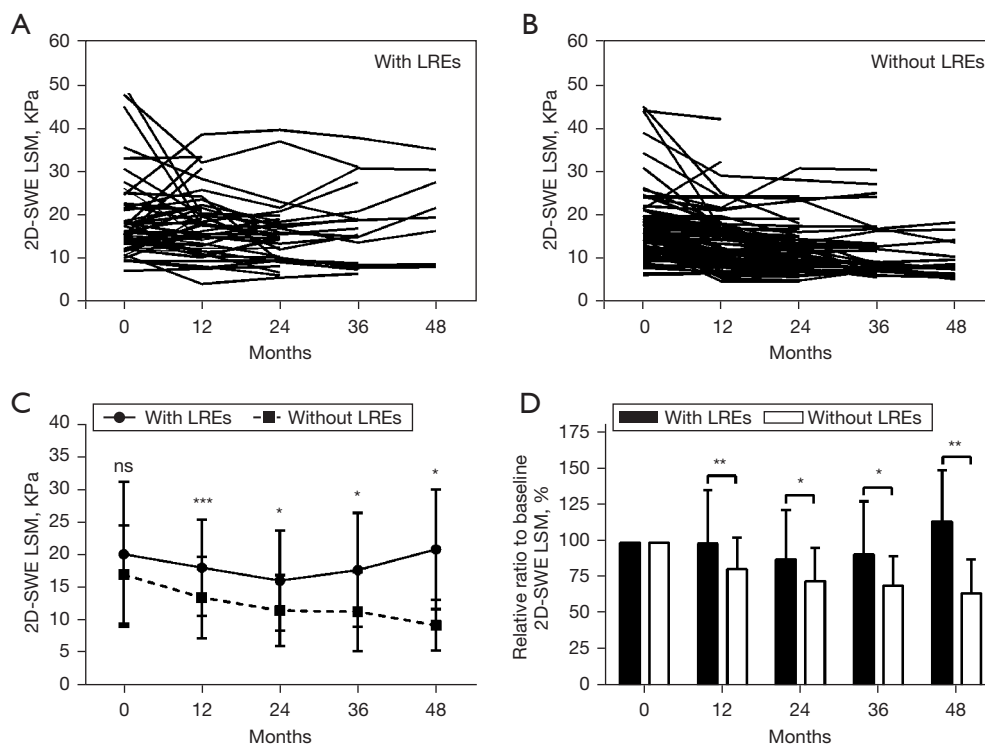 A
60
50
40
30
20
10
0
2D-SWE LSM, KPa
With LREs
0 12 24 36 48
Months
B
60
50
40
30
20
10
0
2D-SWE LSM, KPa
Without LREs
0 12 24 36 48
Months
C
With LREs Without LREs
40
35
30
25
20
15
10
5
0
2D-SWE LSM, KPa
ns *** * * *
0 12 24 36 48
Months
D
With LREs Without LREs
175
150
125
100
75
50
25
0
Relative ratio to baseline
2D-SWE LSM, %
** * * **
0 12 24 36 48
Months